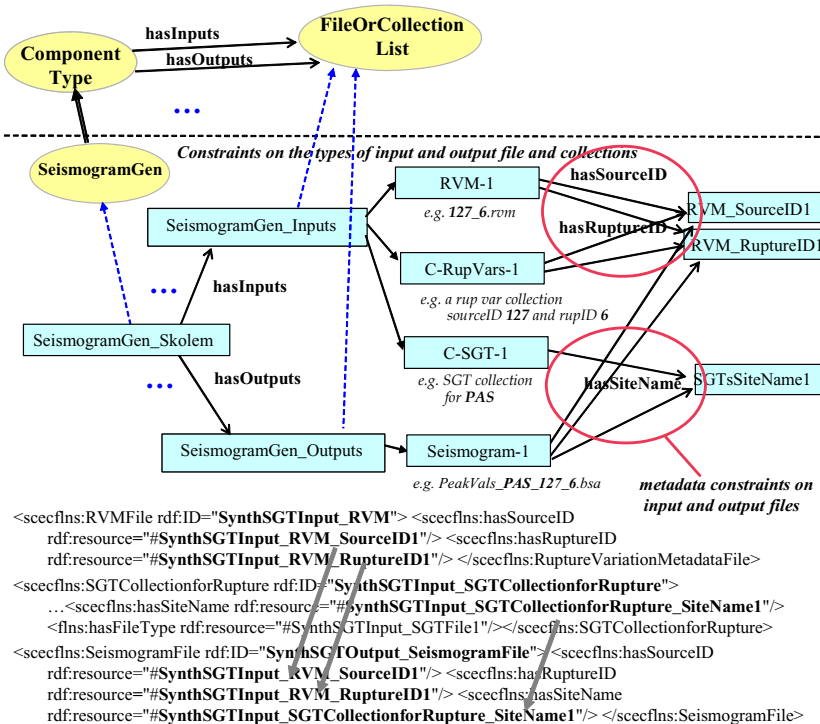 FileOrCollection
List
hasInputs
hasOutputs
Component
Type
...
Constraints on the types of input and output file and collections
SeismogramGen
RVM-1
hasSourceID
e.g. 127_6.rvm
RVM_SourceID1
SeismogramGen_Inputs
hasRuptureID
RVM_RuptureID1
C-RupVars-1
...
hasInputs
e.g. a rup var collection
sourceID 127 and rupID 6
SeismogramGen_Skolem
C-SGT-1
...
hasOutputs
e.g. SGT collection
for PAS
hasSiteName
SGTsSiteName1
SeismogramGen_Outputs
Seismogram-1
e.g. PeakVals_PAS_127_6.bsa
metadata constraints on
input and output files
<scecflns:RVMFile rdf:ID="SynthSGTInput_RVM"> <scecflns:hasSourceID
rdf:resource="#SynthSGTInput_RVM_SourceID1"/> <scecflns:hasRuptureID
rdf:resource="#SynthSGTInput_RVM_RuptureID1"/> </scecflns:RuptureVariationMetadataFile>
<scecflns:SGTCollectionforRupture rdf:ID="SynthSGTInput_SGTCollectionforRupture">
…<scecflns:hasSiteName rdf:resource="#SynthSGTInput_SGTCollectionforRupture_SiteName1"/>
<flns:hasFileType rdf:resource="#SynthSGTInput_SGTFile1"/></scecflns:SGTCollectionforRupture>
<scecflns:SeismogramFile rdf:ID="SynthSGTOutput_SeismogramFile"> <scecflns:hasSourceID
rdf:resource="#SynthSGTInput_RVM_SourceID1"/> <scecflns:hasRuptureID
rdf:resource="#SynthSGTInput_RVM_RuptureID1"/> <scecflns:hasSiteName
rdf:resource="#SynthSGTInput_SGTCollectionforRupture_SiteName1"/> </scecflns:SeismogramFile>